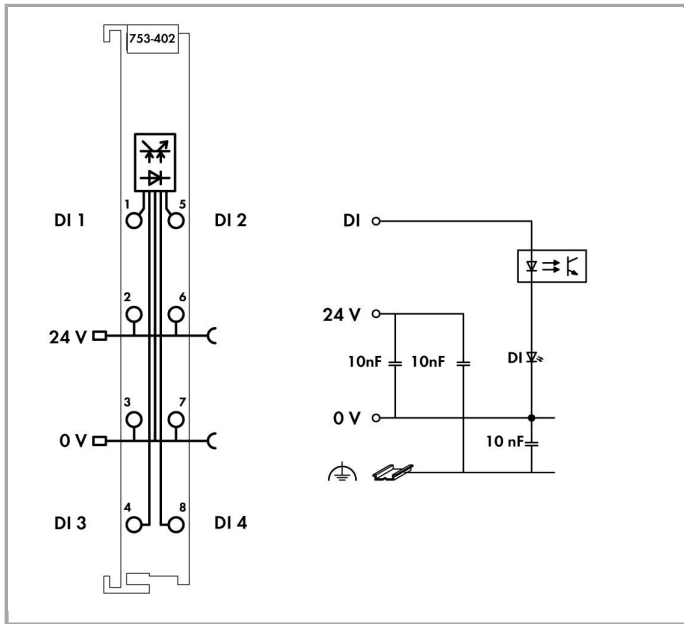 753-402
1 5
DI 1 DI 2
DI
2 6
24 V
24 V
10nF 10nF
DI
3 7
0 V
0 V
10 nF
4 8
DI 3 DI 4